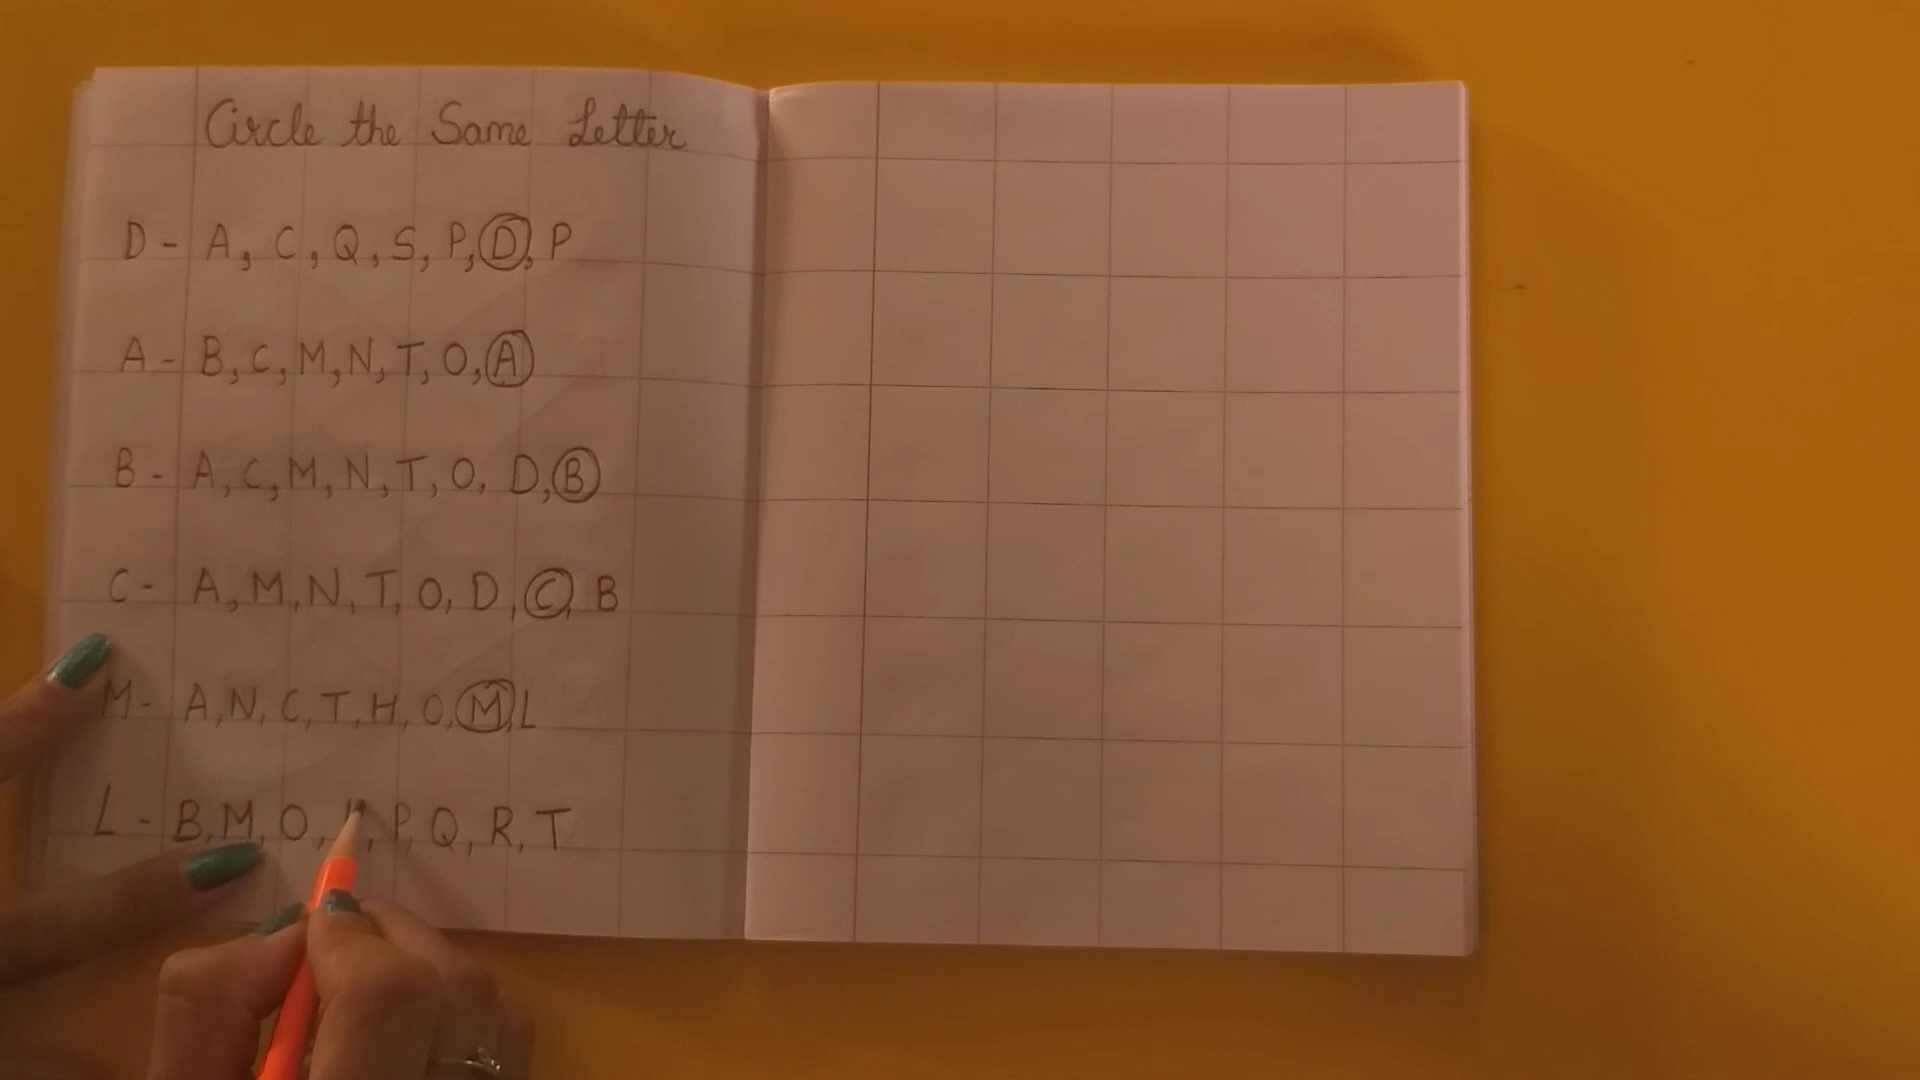 Circle the Same Letter
D - A, C, Q, S, P, D, P
A - B, C, M, N, T, O, A
B - A, C, M, N, T, O, D, B
C - A, M, N, T, O, D, C, B
M - A, N, C, T, H, O, M, L
L - B, M, O, P, Q, R, T